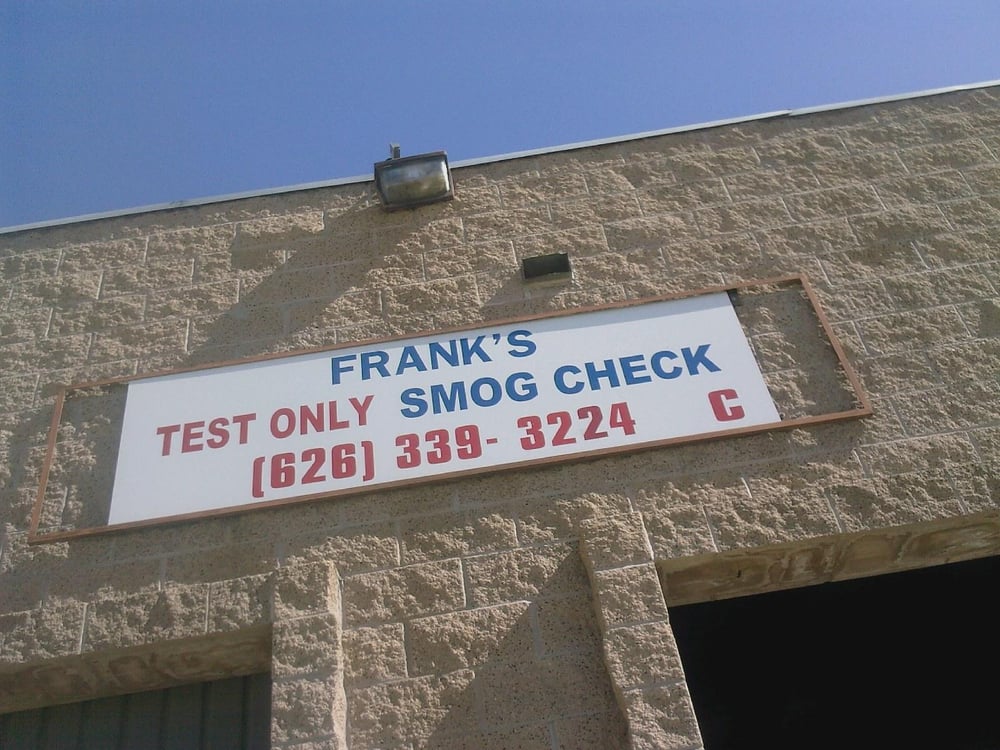 FRANK'S
TEST ONLY SMOG CHECK
(626) 339- 3224 C